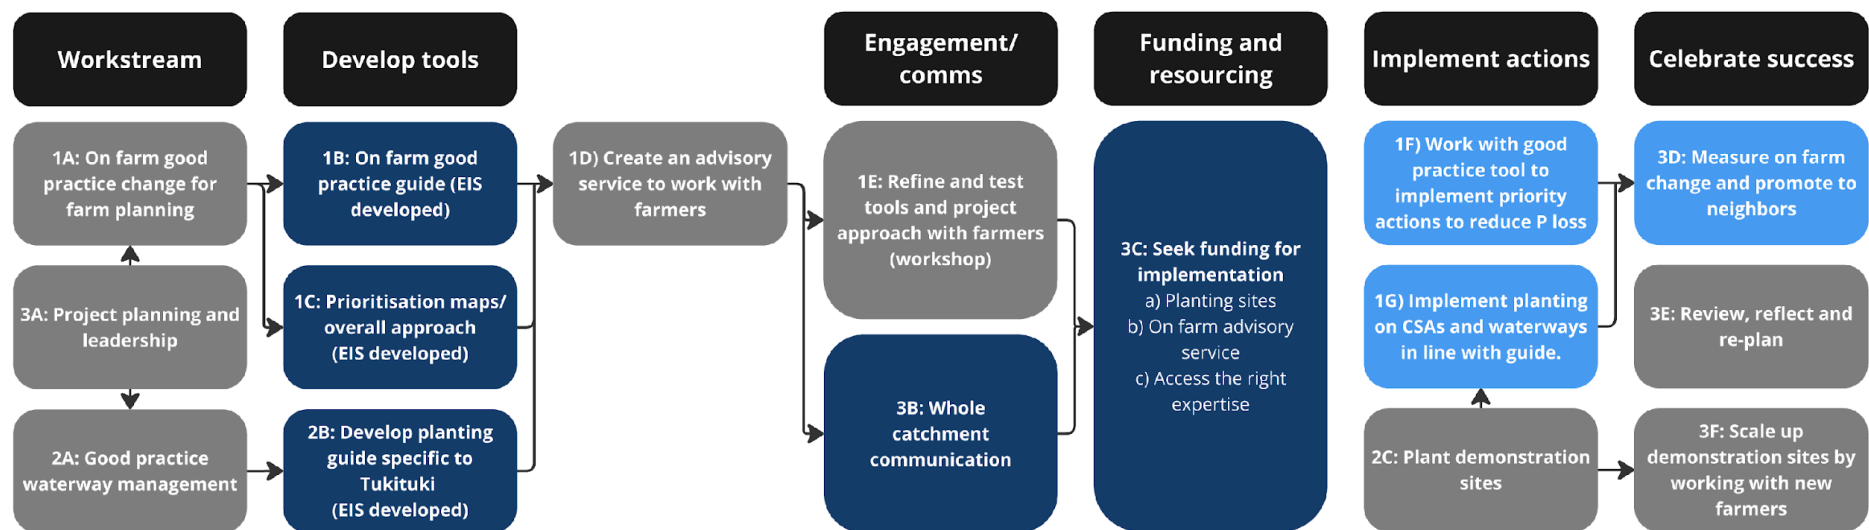 Workstream
Develop tools
Engagement/
comms
Funding and
resourcing
Implement actions
Celebrate success
1A: On farm good
practice change for
farm planning
3A: Project planning and
leadership
2A: Good practice
waterway management
1B: On farm good
practice guide (EIS
developed)
1C: Prioritisation maps/
overall approach
(EIS developed)
2B: Develop planting
guide specific to
Tukituki
(EIS developed)
1D) Create an advisory
service to work with
farmers
1E: Refine and test
tools and project
approach with farmers
(workshop)
3B: Whole
catchment
communication
3C: Seek funding for
implementation
a) Planting sites
b) On farm advisory
service
c) Access the right
expertise
1F) Work with good
practice tool to
implement priority
actions to reduce P loss
1G) Implement planting
on CSAs and waterways
in line with guide.
2C: Plant demonstration
sites
3D: Measure on farm
change and promote to
neighbors
3E: Review, reflect and
re-plan
3F: Scale up
demonstration sites by
working with new
farmers